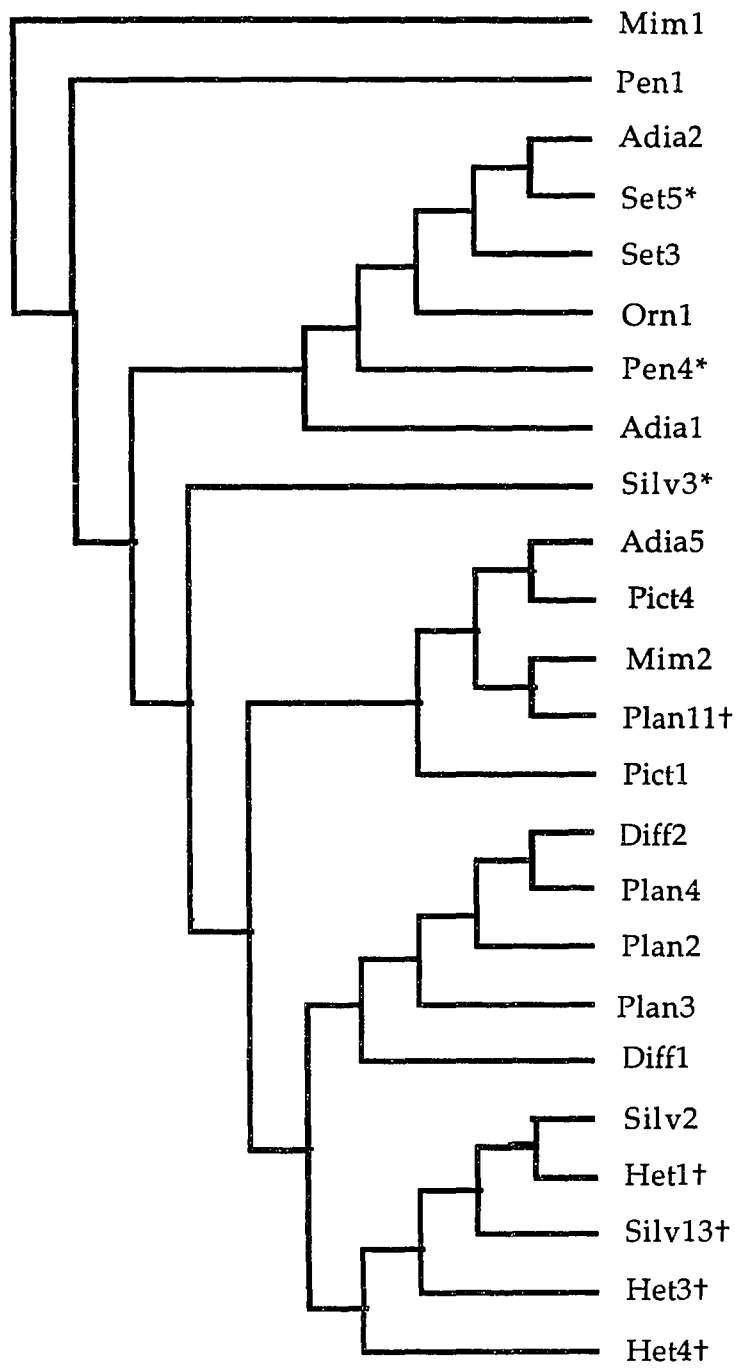 Mim1
Pen1
Adia2
Set5*
Set3
Orn1
Pen4*
Adia1
Silv3*
Adia5
Pict4
Mim2
Plan11†
Pict1
Diff2
Plan4
Plan2
Plan3
Diff1
Silv2
Het1†
Silv13†
Het3†
Het4†